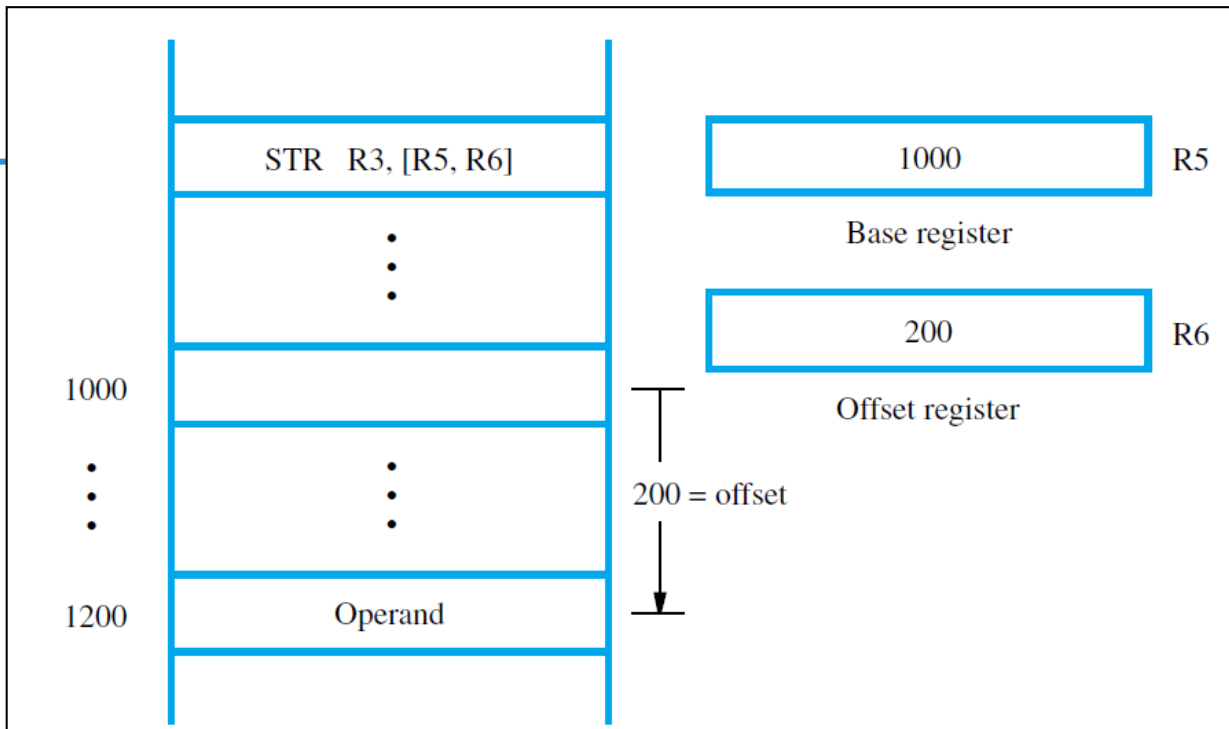 STR R3, [R5, R6]
1000
R5
Base register
200
R6
Offset register
1000
200 = offset
1200
Operand